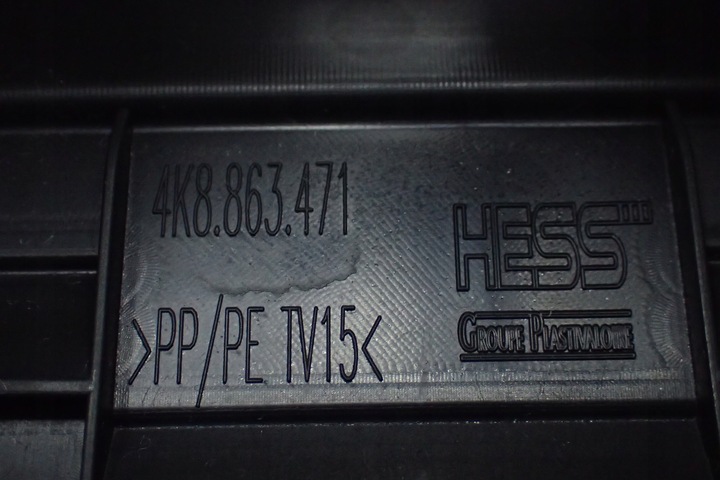 4K8.863.471
HESS
>PP/PE TV15<
GROUPE PLASTIVALOIRE